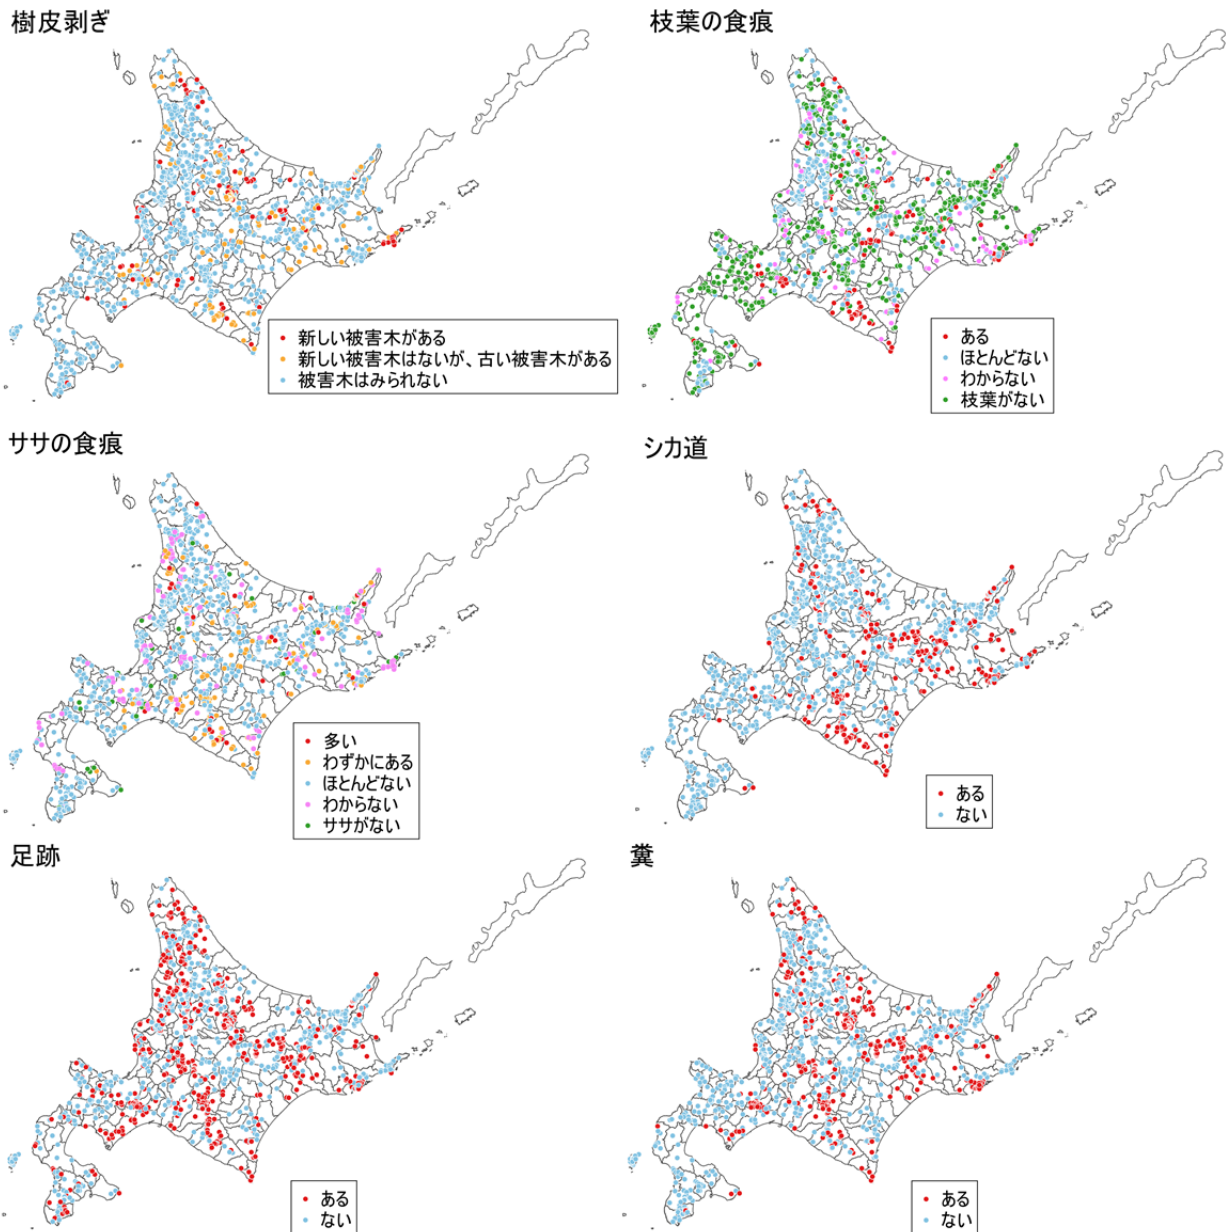 樹皮剥ぎ
枝葉の食痕
新しい被害木がある
新しい被害木はないが、古い被害木がある
被害木はみられない
ある
ほとんどない
わからない
枝葉がない
ササの食痕
シカ道
多い
わずかにある
ほとんどない
わからない
ササがない
ある
ない
足跡
糞
ある
ない
ある
ない